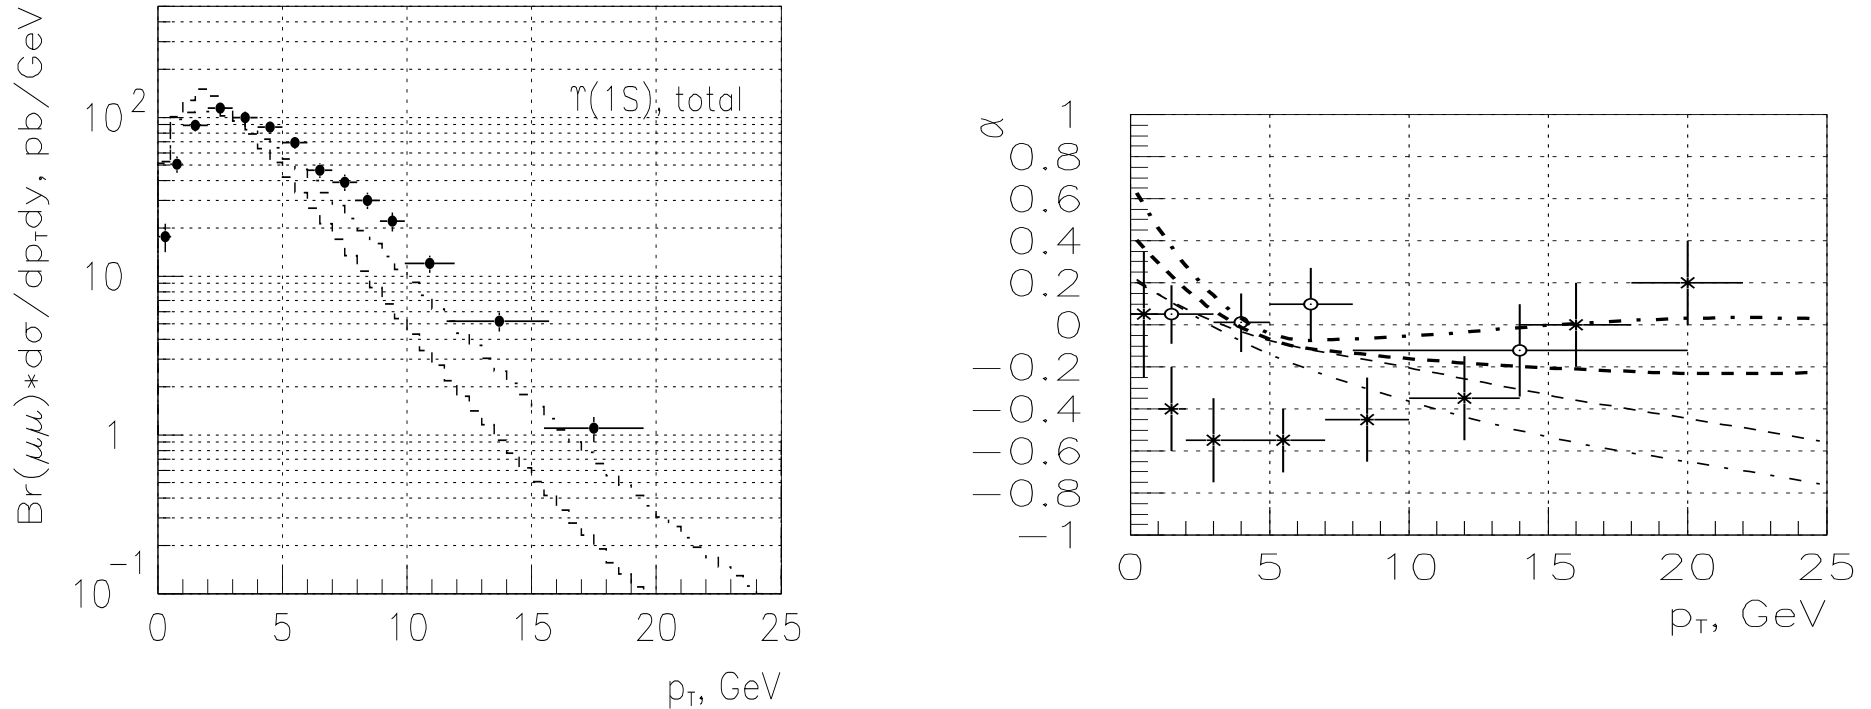 Br(μμ)*dσ/dp_Tdy, pb/GeV
ϒ(1S), total
10^2
10
1
10^-1
0 5 10 15 20 25
p_T, GeV
α
1
0.8
0.6
0.4
0.2
0
−0.2
−0.4
−0.6
−0.8
−1
0 5 10 15 20 25
p_T, GeV